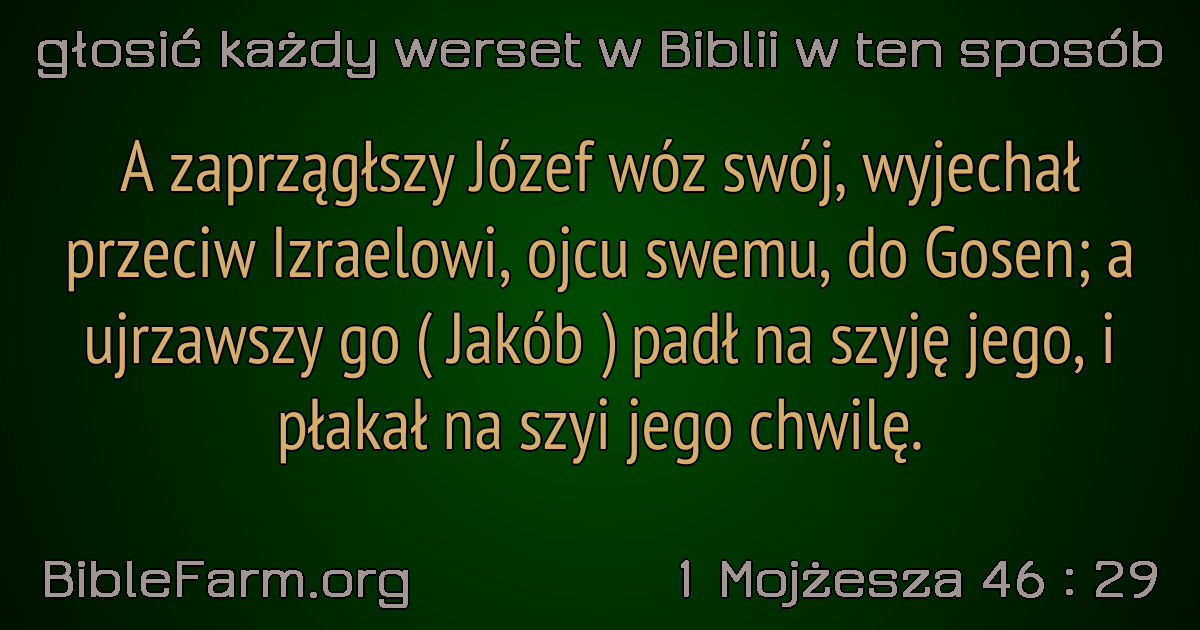 głosić każdy werset w Biblii w ten sposób
A zaprzągłszy Józef wóz swój, wyjechał
przeciw Izraelowi, ojcu swemu, do Gosen; a
ujrzawszy go ( Jakób ) padł na szyję jego, i
płakał na szyi jego chwilę.
BibleFarm.org
1 Mojżesza 46 : 29